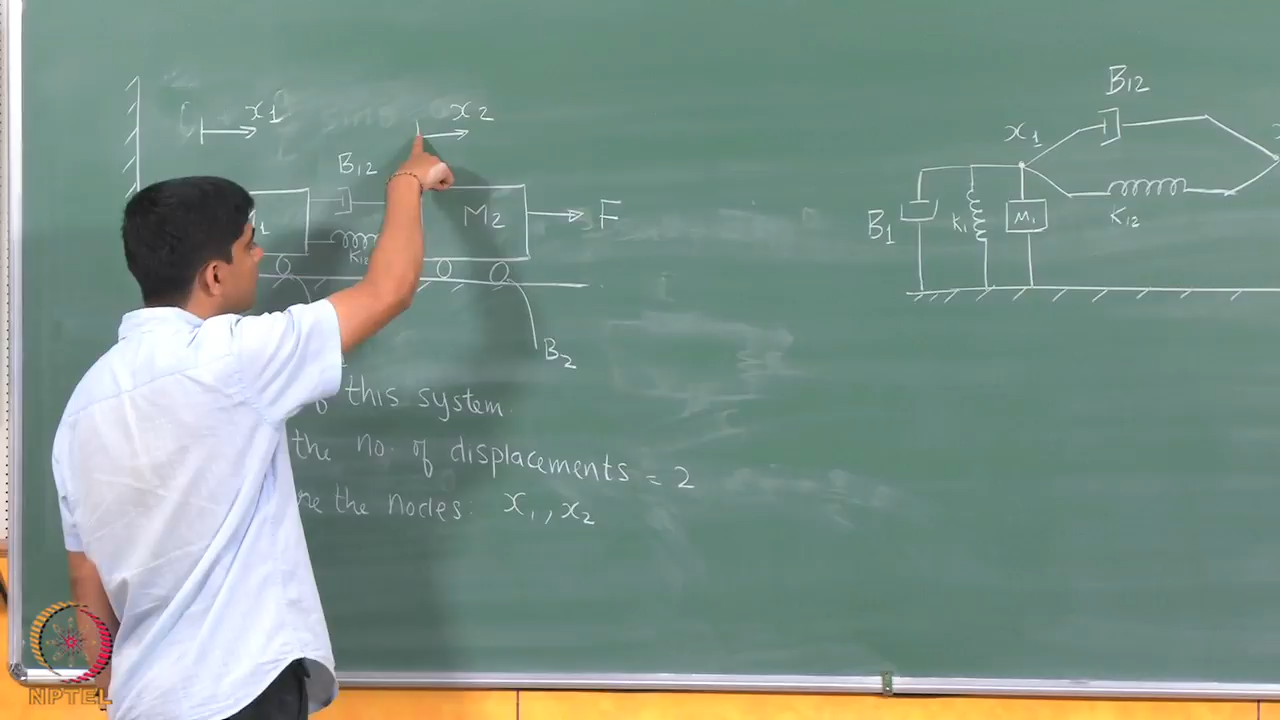 x1 x2
B12
M2 F
K12
B2
this system.
the no. of displacements = 2
the nodes: x1, x2
B12
x1
B1 K1 M1 K12
NPTEL